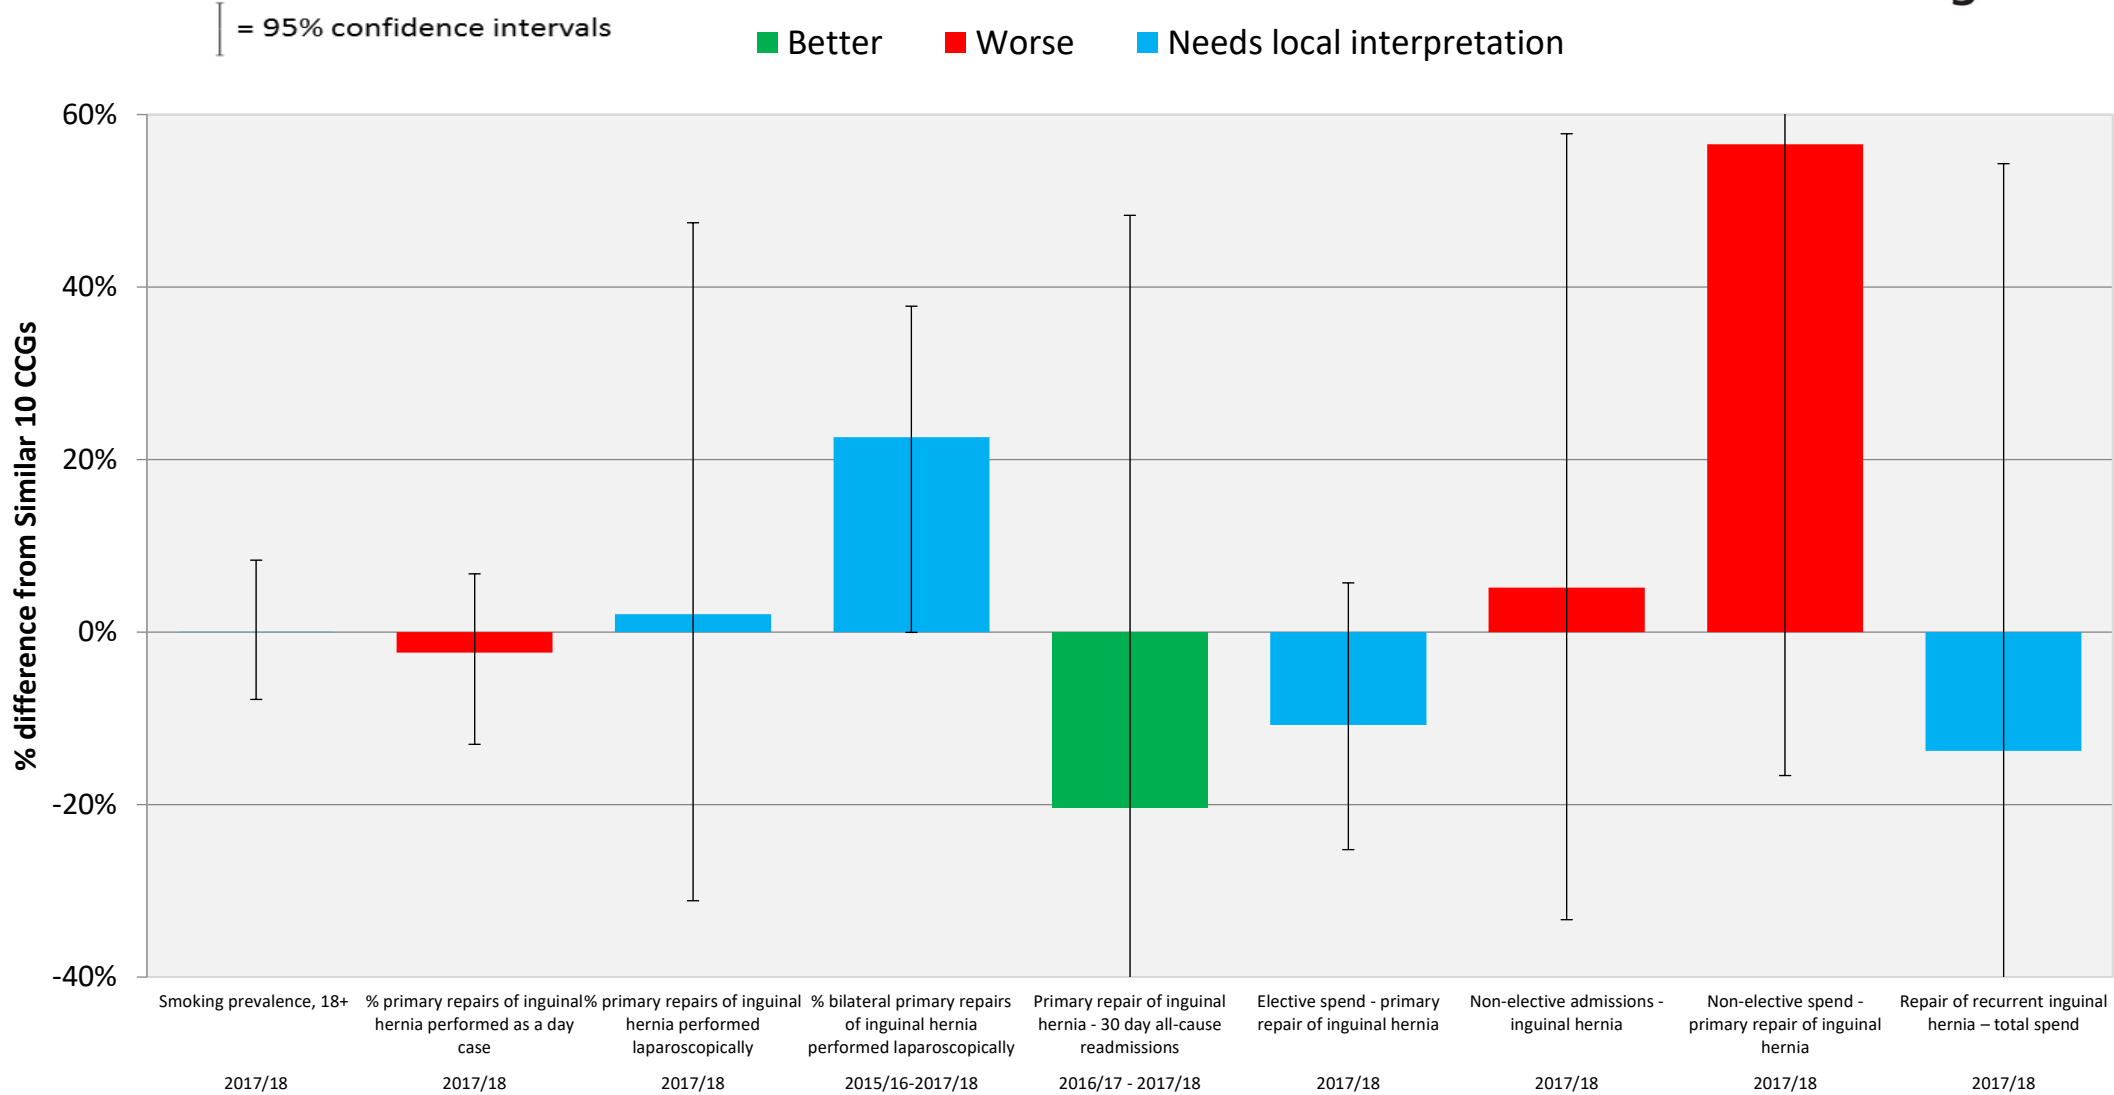 = 95% confidence intervals
Better
Worse
Needs local interpretation
% difference from Similar 10 CCGs
60%
40%
20%
0%
-20%
-40%
Smoking prevalence, 18+
2017/18
% primary repairs of inguinal
hernia performed as a day
case
2017/18
% primary repairs of inguinal
hernia performed
laparoscopically
2017/18
% bilateral primary repairs
of inguinal hernia
performed laparoscopically
2015/16-2017/18
Primary repair of inguinal
hernia - 30 day all-cause
readmissions
2016/17 - 2017/18
Elective spend - primary
repair of inguinal hernia
2017/18
Non-elective admissions -
inguinal hernia
2017/18
Non-elective spend -
primary repair of inguinal
hernia
2017/18
Repair of recurrent inguinal
hernia – total spend
2017/18